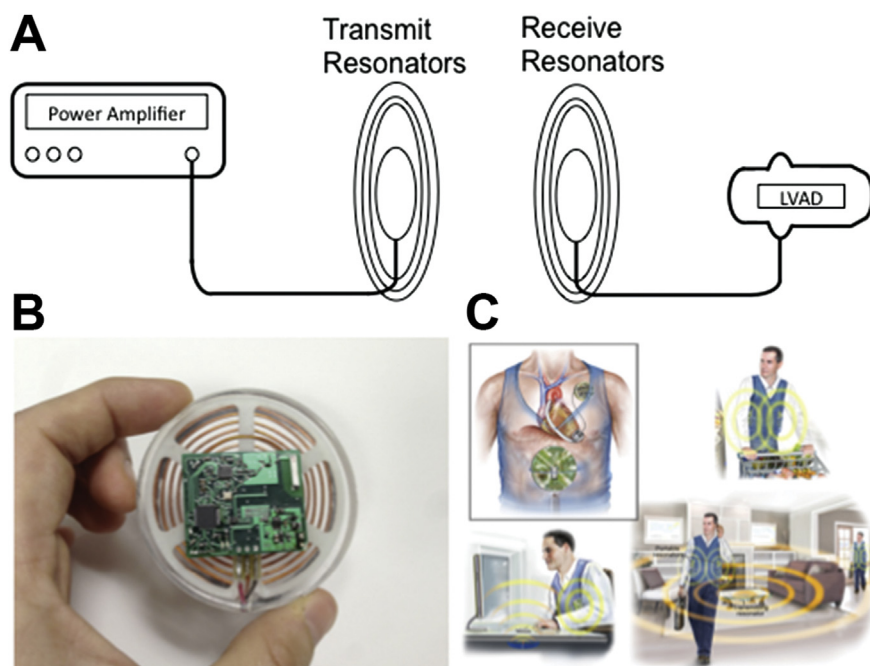 A
Transmit
Resonators
Receive
Resonators
Power Amplifier
LVAD
B
C